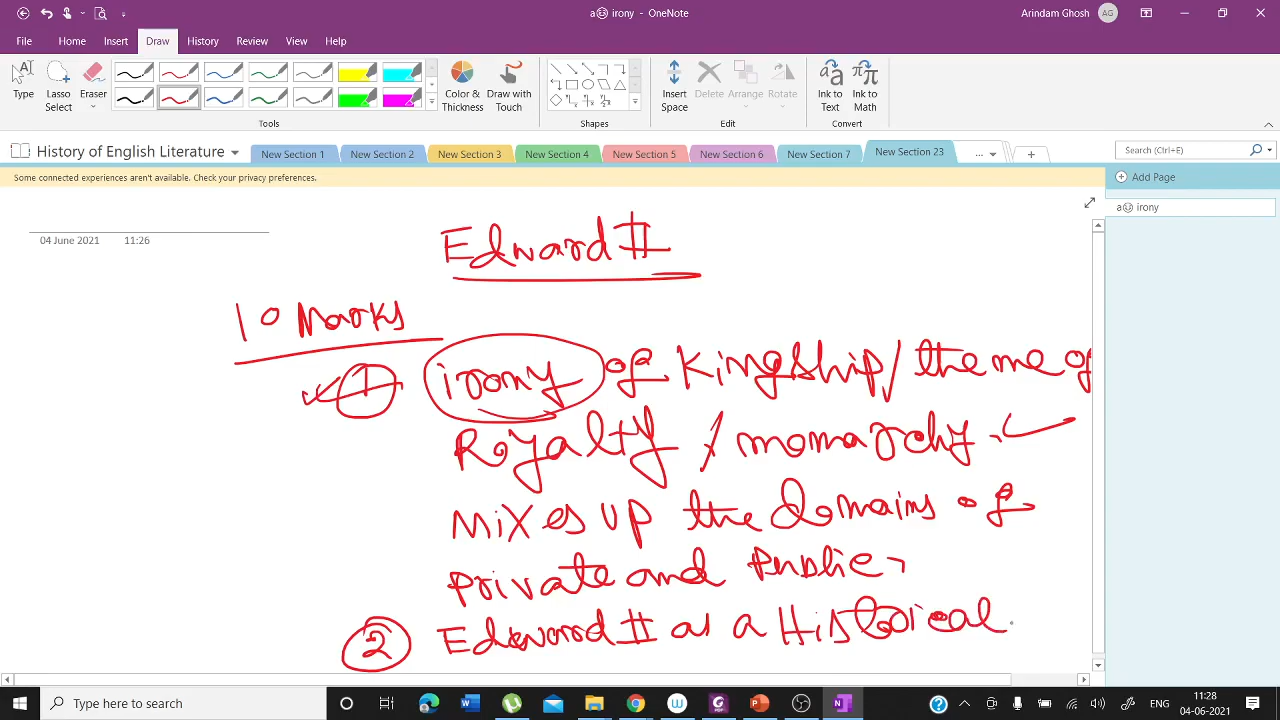 a☺ irony - OneNote
Arindam Ghosh AG
File Home Insert Draw History Review View Help
Type Lasso Select Eraser
Color & Thickness Draw with Touch
Insert Space Delete Arrange Rotate
Ink to Text Ink to Math
Tools Shapes Edit Convert
History of English Literature New Section 1 New Section 2 New Section 3 New Section 4 New Section 5 New Section 6 New Section 7 New Section 23 ... Search (Ctrl+E)
Some connected experiences aren't available. Check your privacy preferences.
Add Page
a☺ irony
04 June 2021 11:26
Edward II
10 Marks
1 irony of Kingship/ theme of
Royalty / monarchy.
Mixes up the domains of
private and public,
2 Edward II as a Historical
Type here to search
ENG 11:28 04-06-2021